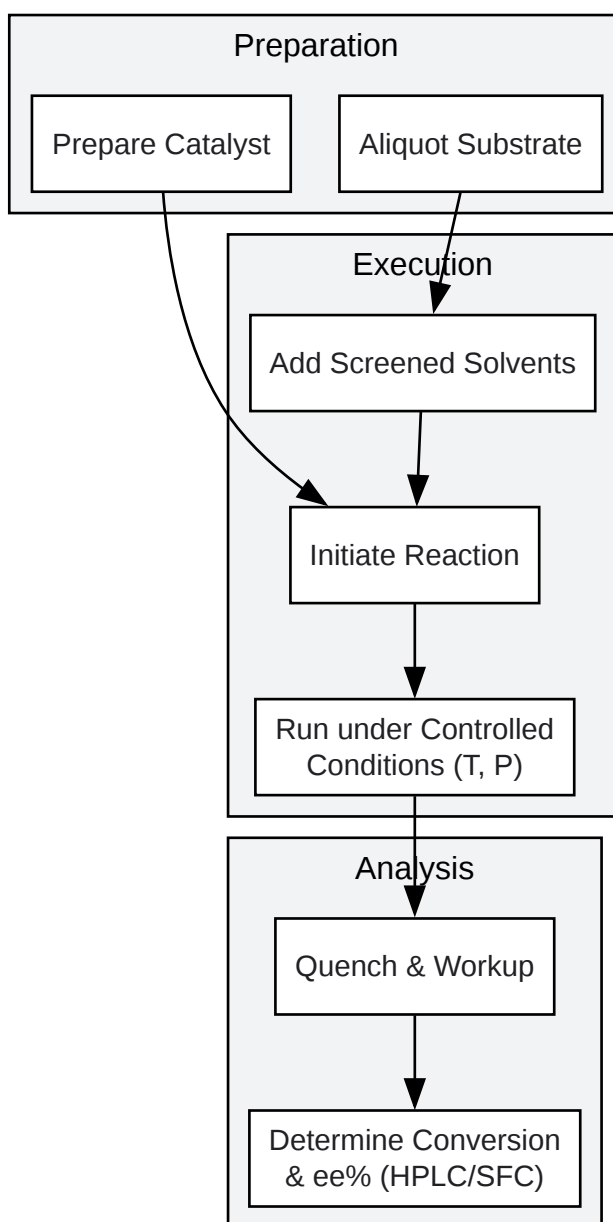 Preparation
Prepare Catalyst
Aliquot Substrate
Execution
Add Screened Solvents
Initiate Reaction
Run under Controlled
Conditions (T, P)
Analysis
Quench & Workup
Determine Conversion
& ee% (HPLC/SFC)